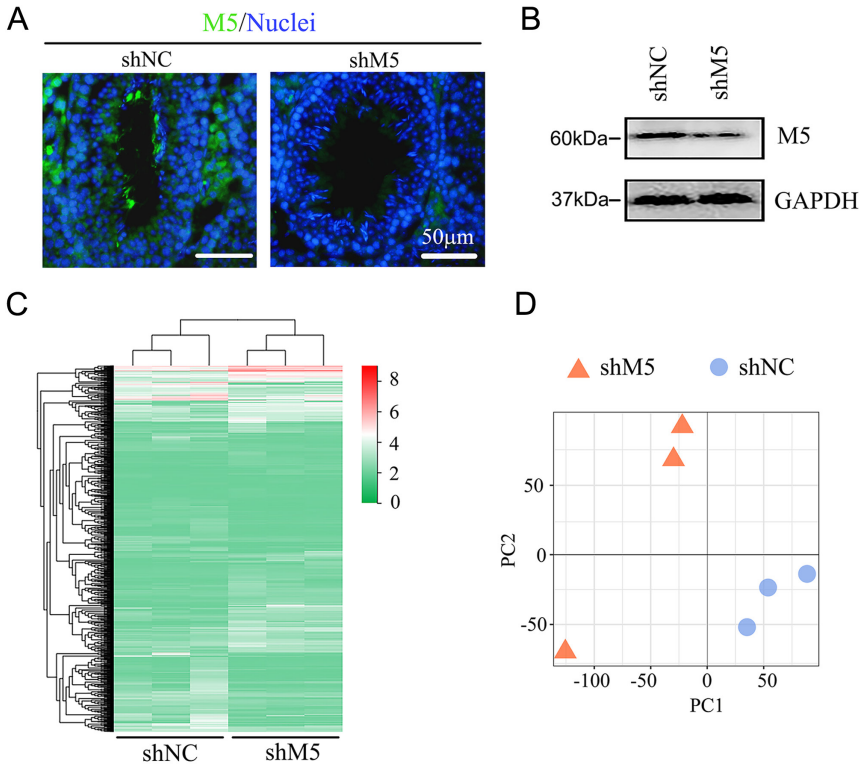 A
M5/Nuclei
shNC
shM5
50µm
B
shNC
shM5
60kDa
M5
37kDa
GAPDH
C
8
6
4
2
0
shNC
shM5
D
shM5
shNC
50
0
-50
PC2
-100
-50
0
50
PC1